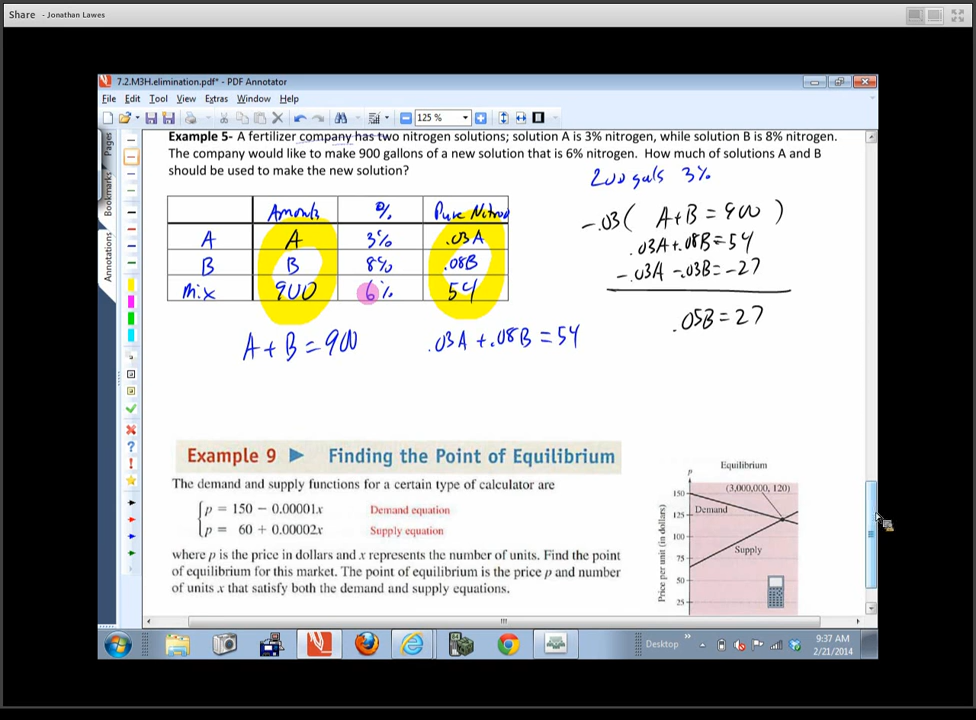 Share - Jonathan Lawes
7.2.M3H.elimination.pdf* - PDF Annotator
File Edit Tool View Extras Window Help
125 %
Pages
Bookmarks
Annotations
Example 5- A fertilizer company has two nitrogen solutions; solution A is 3% nitrogen, while solution B is 8% nitrogen.
The company would like to make 900 gallons of a new solution that is 6% nitrogen. How much of solutions A and B
should be used to make the new solution?
200 gals 3%
Amounts % Pure Nitro
A A 3% .03A
B B 8% .08B
Mix 900 6% 54
A + B = 900
.03A + .08B = 54
-.03( A+B = 900 )
.03A+.08B=54
-.03A -.03B=-27
.05B=27
Example 9 Finding the Point of Equilibrium
The demand and supply functions for a certain type of calculator are
p = 150 − 0.00001x Demand equation
p = 60 + 0.00002x Supply equation
where p is the price in dollars and x represents the number of units. Find the point
of equilibrium for this market. The point of equilibrium is the price p and number
of units x that satisfy both the demand and supply equations.
Equilibrium
p
(3,000,000, 120)
150
Demand
125
100
Supply
75
50
25
Price per unit (in dollars)
Desktop
9:37 AM
2/21/2014